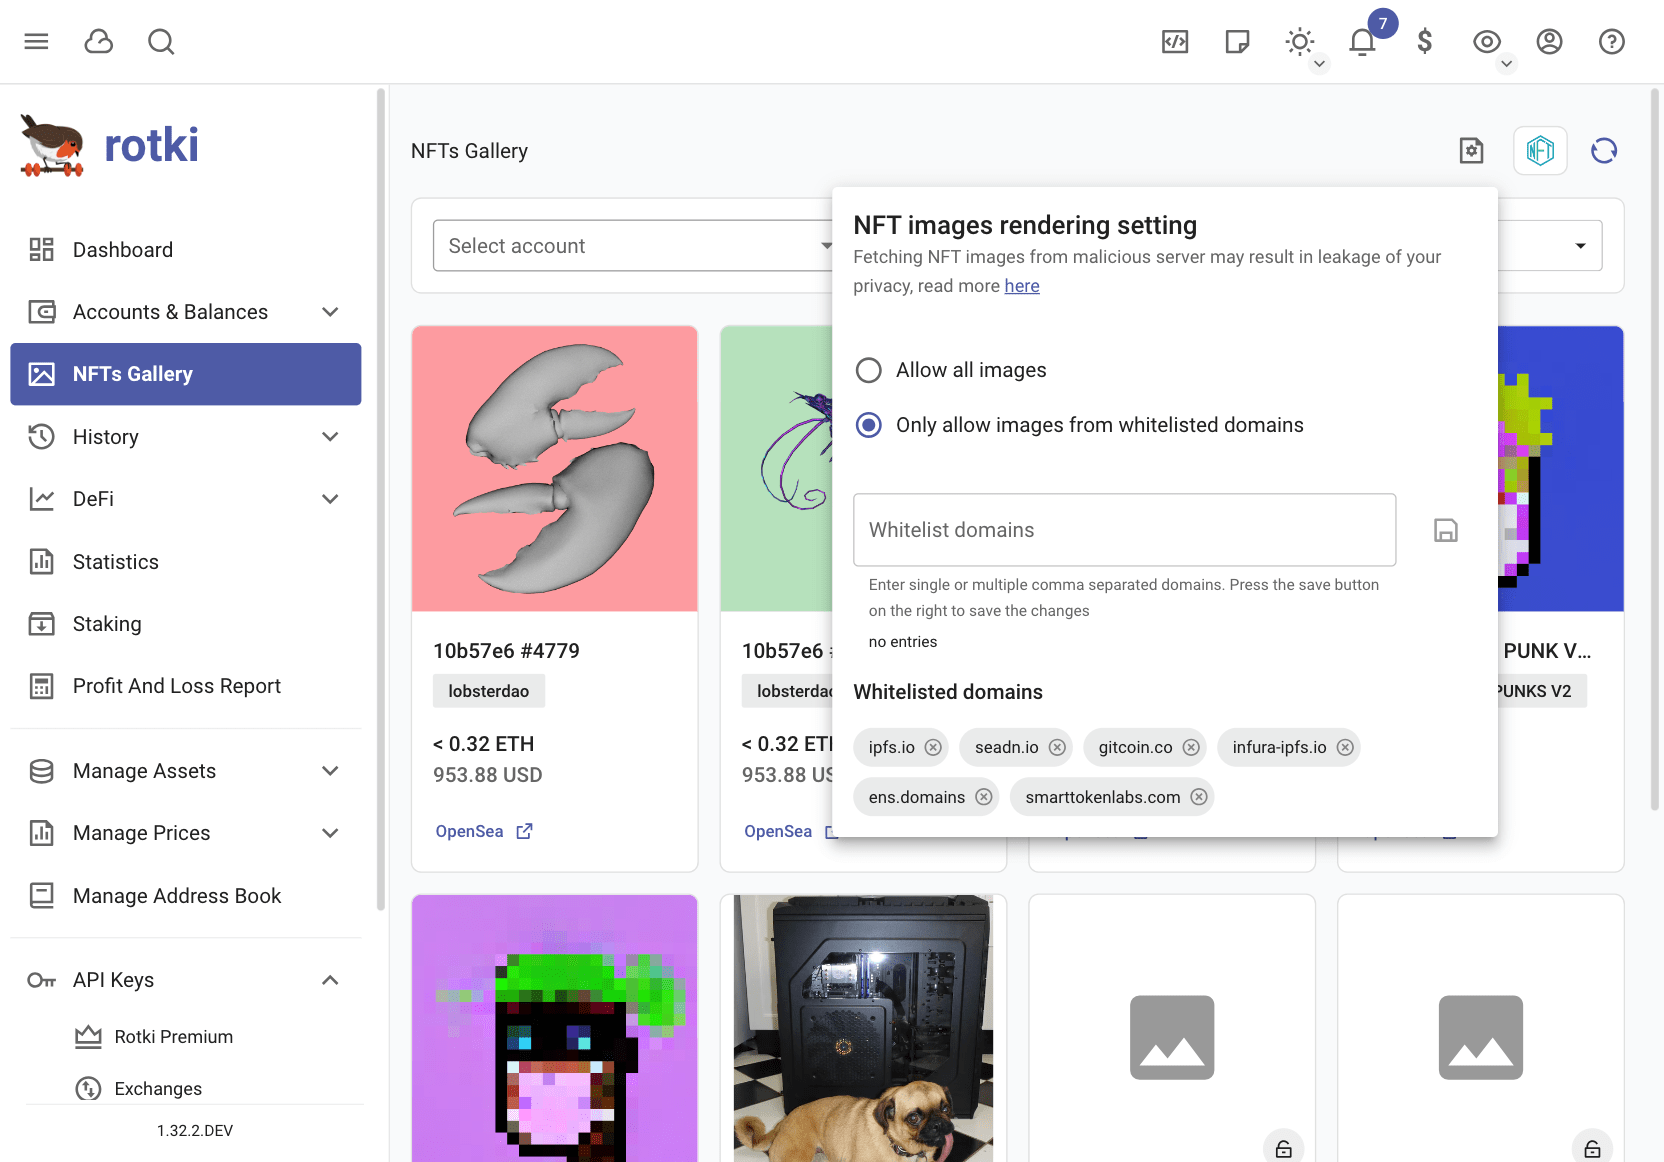 7
rotki
Dashboard
Accounts & Balances
NFTs Gallery
History
DeFi
Statistics
Staking
Profit And Loss Report
Manage Assets
Manage Prices
Manage Address Book
API Keys
Rotki Premium
Exchanges
1.32.2.DEV
NFTs Gallery
NFT
Select account
NFT images rendering setting
Fetching NFT images from malicious server may result in leakage of your
privacy, read more here
Allow all images
Only allow images from whitelisted domains
Whitelist domains
Enter single or multiple comma separated domains. Press the save button
on the right to save the changes
no entries
Whitelisted domains
ipfs.io
seadn.io
gitcoin.co
infura-ipfs.io
ens.domains
smarttokenlabs.com
10b57e6 #4779
lobsterdao
< 0.32 ETH
953.88 USD
OpenSea
10b57e6
lobsterdao
< 0.32 ETH
953.88 US
OpenSea
PUNK V...
PUNKS V2